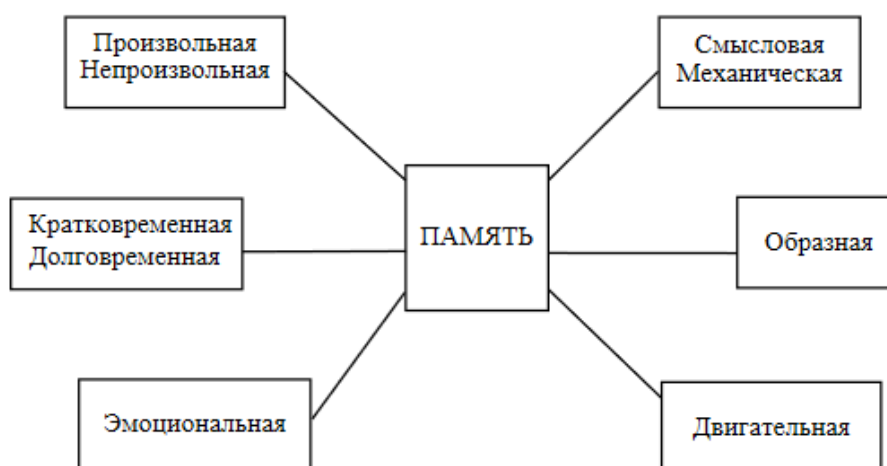 Произвольная
Непроизвольная
Смысловая
Механическая
Кратковременная
Долговременная
ПАМЯТЬ
Образная
Эмоциональная
Двигательная